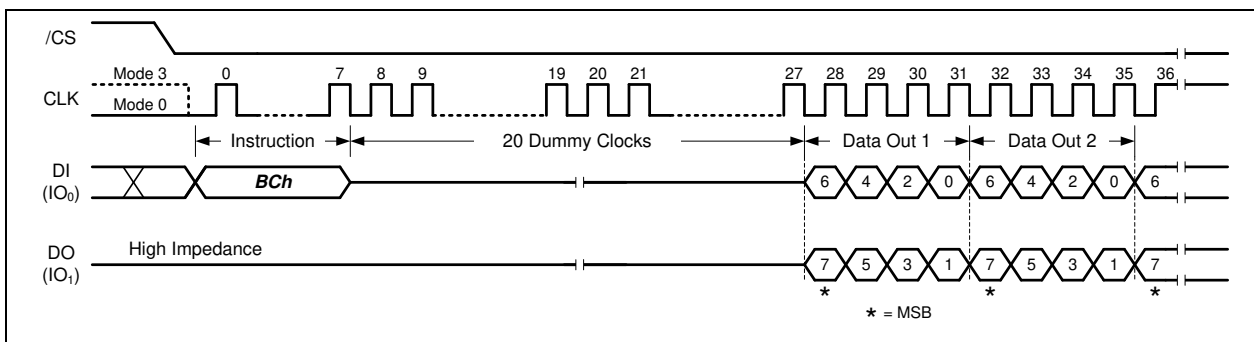 /CS
Mode 3 0 7 8 9 19 20 21 27 28 29 30 31 32 33 34 35 36
CLK Mode 0
Instruction 20 Dummy Clocks Data Out 1 Data Out 2
DI
(IO₀) BCh 6 4 2 0 6 4 2 0 6
DO High Impedance
(IO₁) 7 5 3 1 7 5 3 1 7
* * *
* = MSB